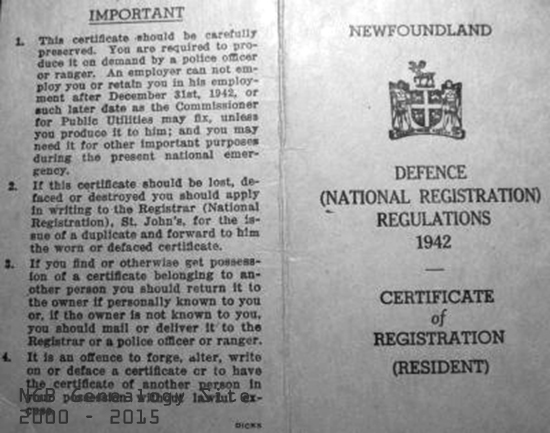 IMPORTANT
1. This certificate should be carefully
preserved. You are required to pro-
duce it on demand by a police officer
or ranger. An employer can not em-
ploy you or retain you in his employ-
ment after December 31st, 1942, or
such later date as the Commissioner
for Public Utilities may fix, unless
you produce it to him; and you may
need it for other important purposes
during the present national emer-
gency.
2. If this certificate should be lost, de-
faced or destroyed you should apply
in writing to the Registrar (National
Registration), St. John's, for the is-
sue of a duplicate and forward to him
the worn or defaced certificate.
3. If you find or otherwise get possess-
ion of a certificate belonging to an-
other person you should return it to
the owner if personally known to you
or, if the owner is not known to you,
you should mail or deliver it to the
Registrar or a police officer or ranger.
4. It is an offence to forge, alter, write
on or deface a certificate or to have
the certificate of another person in
your possession without lawful ex-
cuse.
DICKS
NGB Genealogy Site
2000 - 2015
NEWFOUNDLAND
DEFENCE
(NATIONAL REGISTRATION)
REGULATIONS
1942
CERTIFICATE
of
REGISTRATION
(RESIDENT)